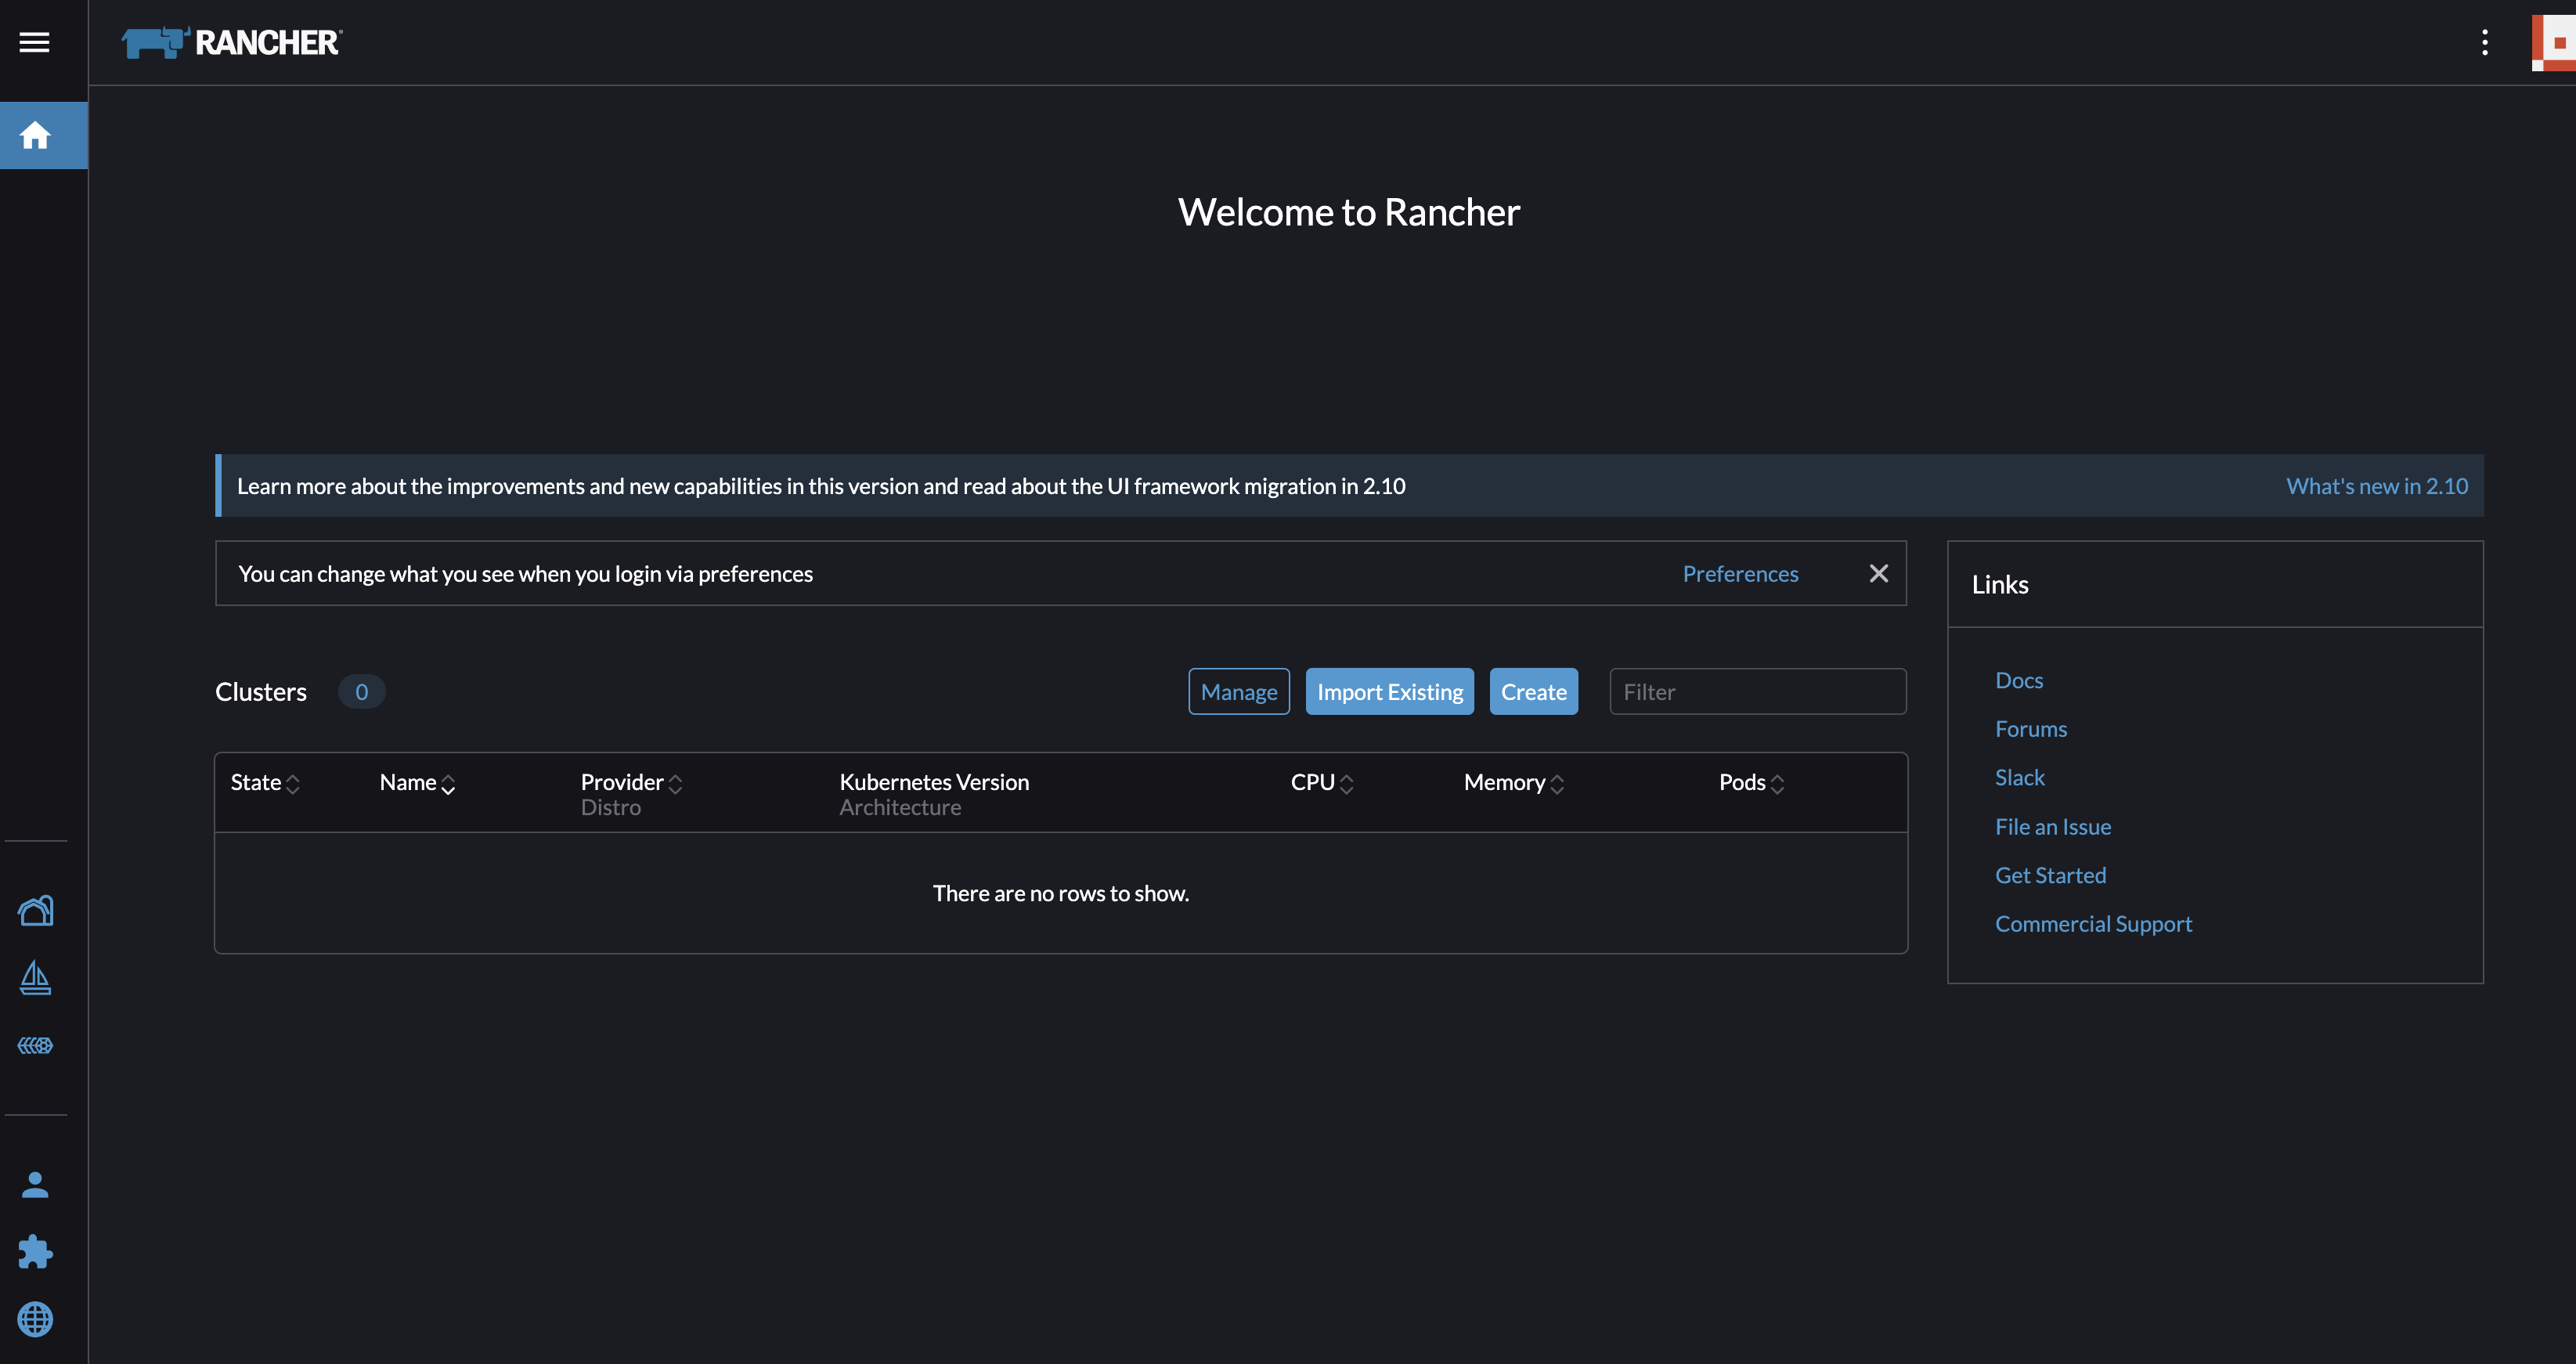 RANCHER
Welcome to Rancher
Learn more about the improvements and new capabilities in this version and read about the UI framework migration in 2.10
What's new in 2.10
You can change what you see when you login via preferences
Preferences
Links
Docs
Forums
Slack
File an Issue
Get Started
Commercial Support
Clusters 0
Manage
Import Existing
Create
Filter
State Name Provider Kubernetes Version CPU Memory Pods
Distro Architecture
There are no rows to show.